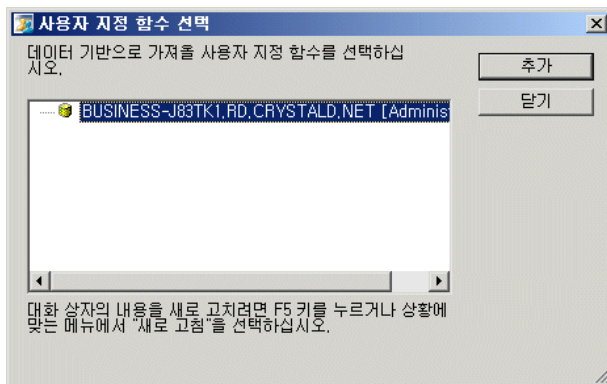 사용자 지정 함수 선택
데이터 기반으로 가져올 사용자 지정 함수를 선택하십
시오.
추가
닫기
BUSINESS-J83TK1.RD.CRYSTALD.NET [Adminis
대화 상자의 내용을 새로 고치려면 F5 키를 누르거나 상황에
맞는 메뉴에서 "새로 고침"을 선택하십시오.